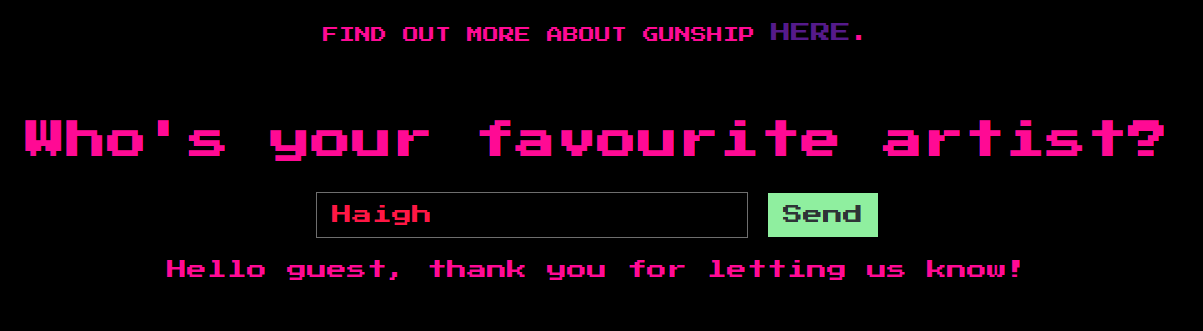 FIND OUT MORE ABOUT GUNSHIP HERE.
Who's your favourite artist?
Haigh
Send
Hello guest, thank you for letting us know!